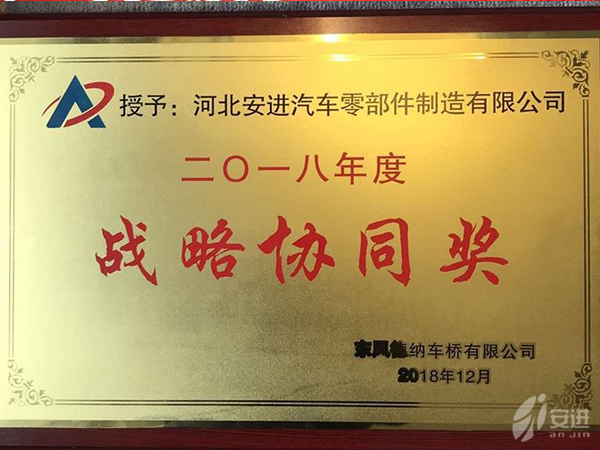 授予：河北安进汽车零部件制造有限公司
二〇一八年度
战略协同奖
东风德纳车桥有限公司
2018年12月
安进
an jin